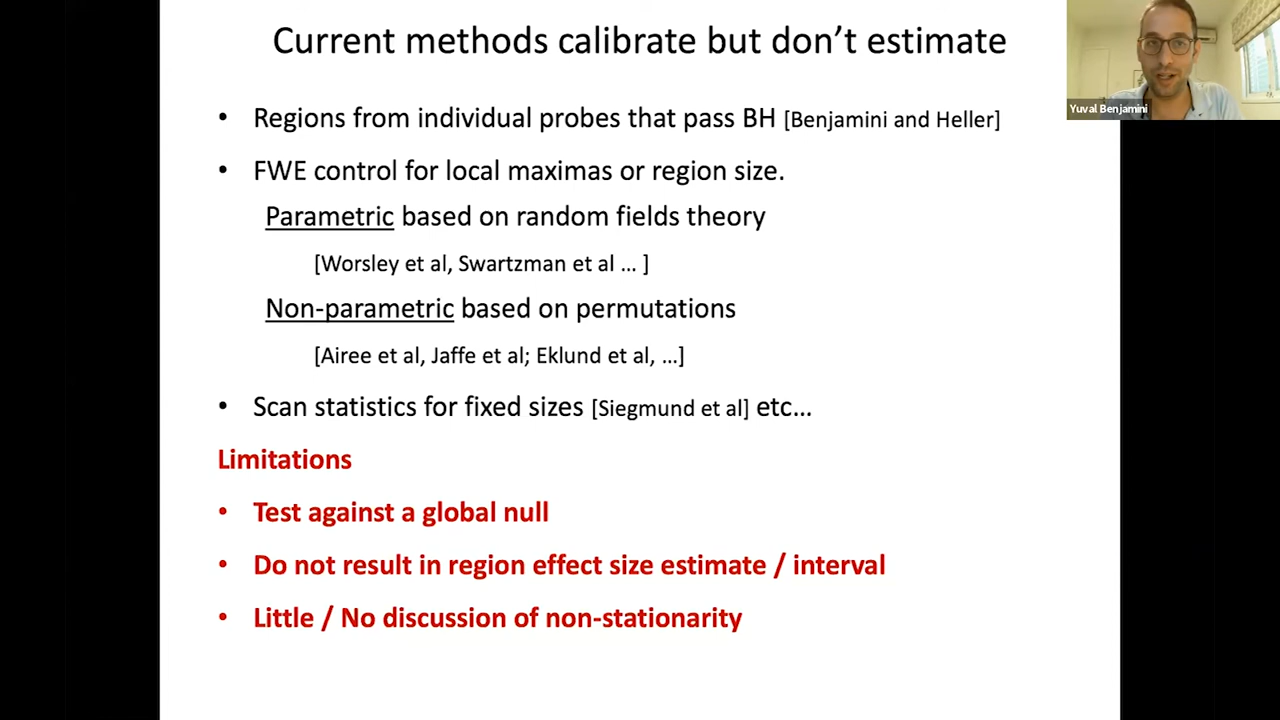 Current methods calibrate but don't estimate
Yuval Benjamini
• Regions from individual probes that pass BH [Benjamini and Heller]
• FWE control for local maximas or region size.
Parametric based on random fields theory
[Worsley et al, Swartzman et al ... ]
Non-parametric based on permutations
[Airee et al, Jaffe et al; Eklund et al, ...]
• Scan statistics for fixed sizes [Siegmund et al] etc...
Limitations
• Test against a global null
• Do not result in region effect size estimate / interval
• Little / No discussion of non-stationarity